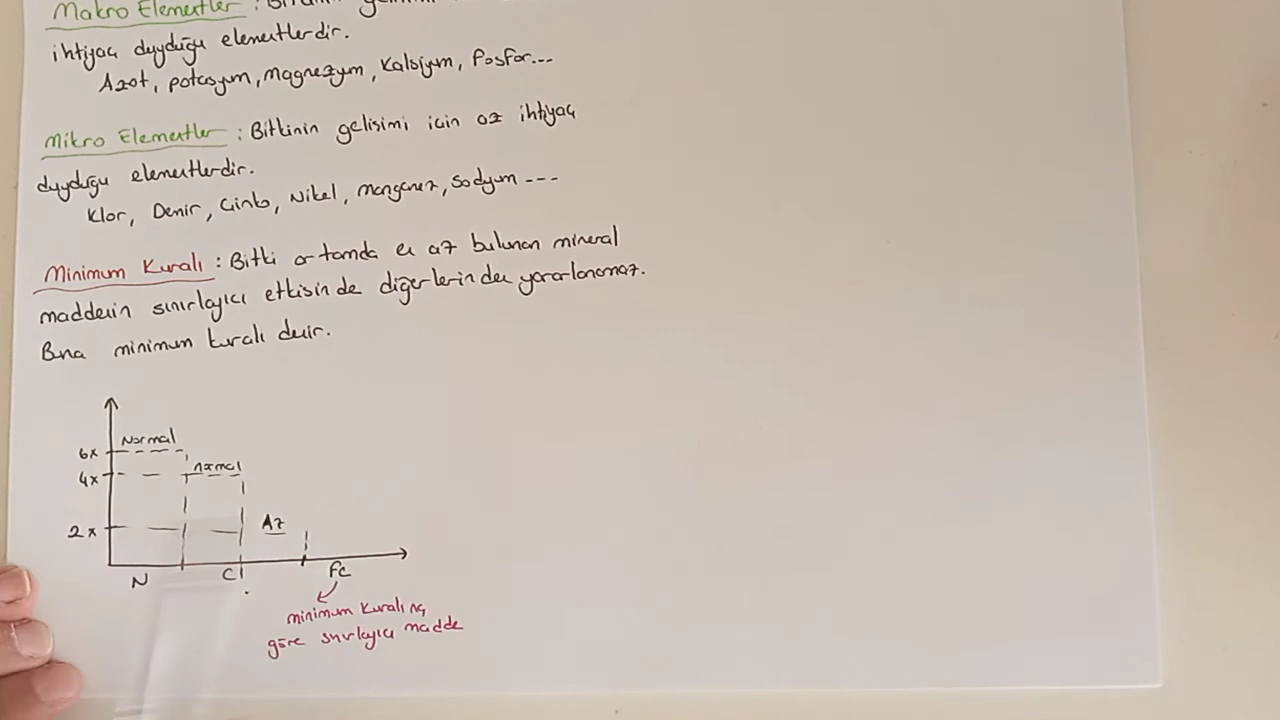 Makro Elementler :
ihtiyaç duyduğu elementlerdir.
Azot, potasyum, Magnezyum, Kalsiyum, Fosfor...
Mikro Elementler : Bitkinin gelişimi için az ihtiyaç
duyduğu elementlerdir.
Klor, Demir, Çinko, Nikel, manganez, Sodyum ---
Minimum Kuralı : Bitki ortamda en az bulunan mineral
maddenin sınırlayıcı etkisinde diğerlerinden yararlanamaz.
Buna minimum kuralı denir.
6x Normal
4x normal
2x Az
N Cl Fe
minimum Kuralına
göre sınırlayıcı madde